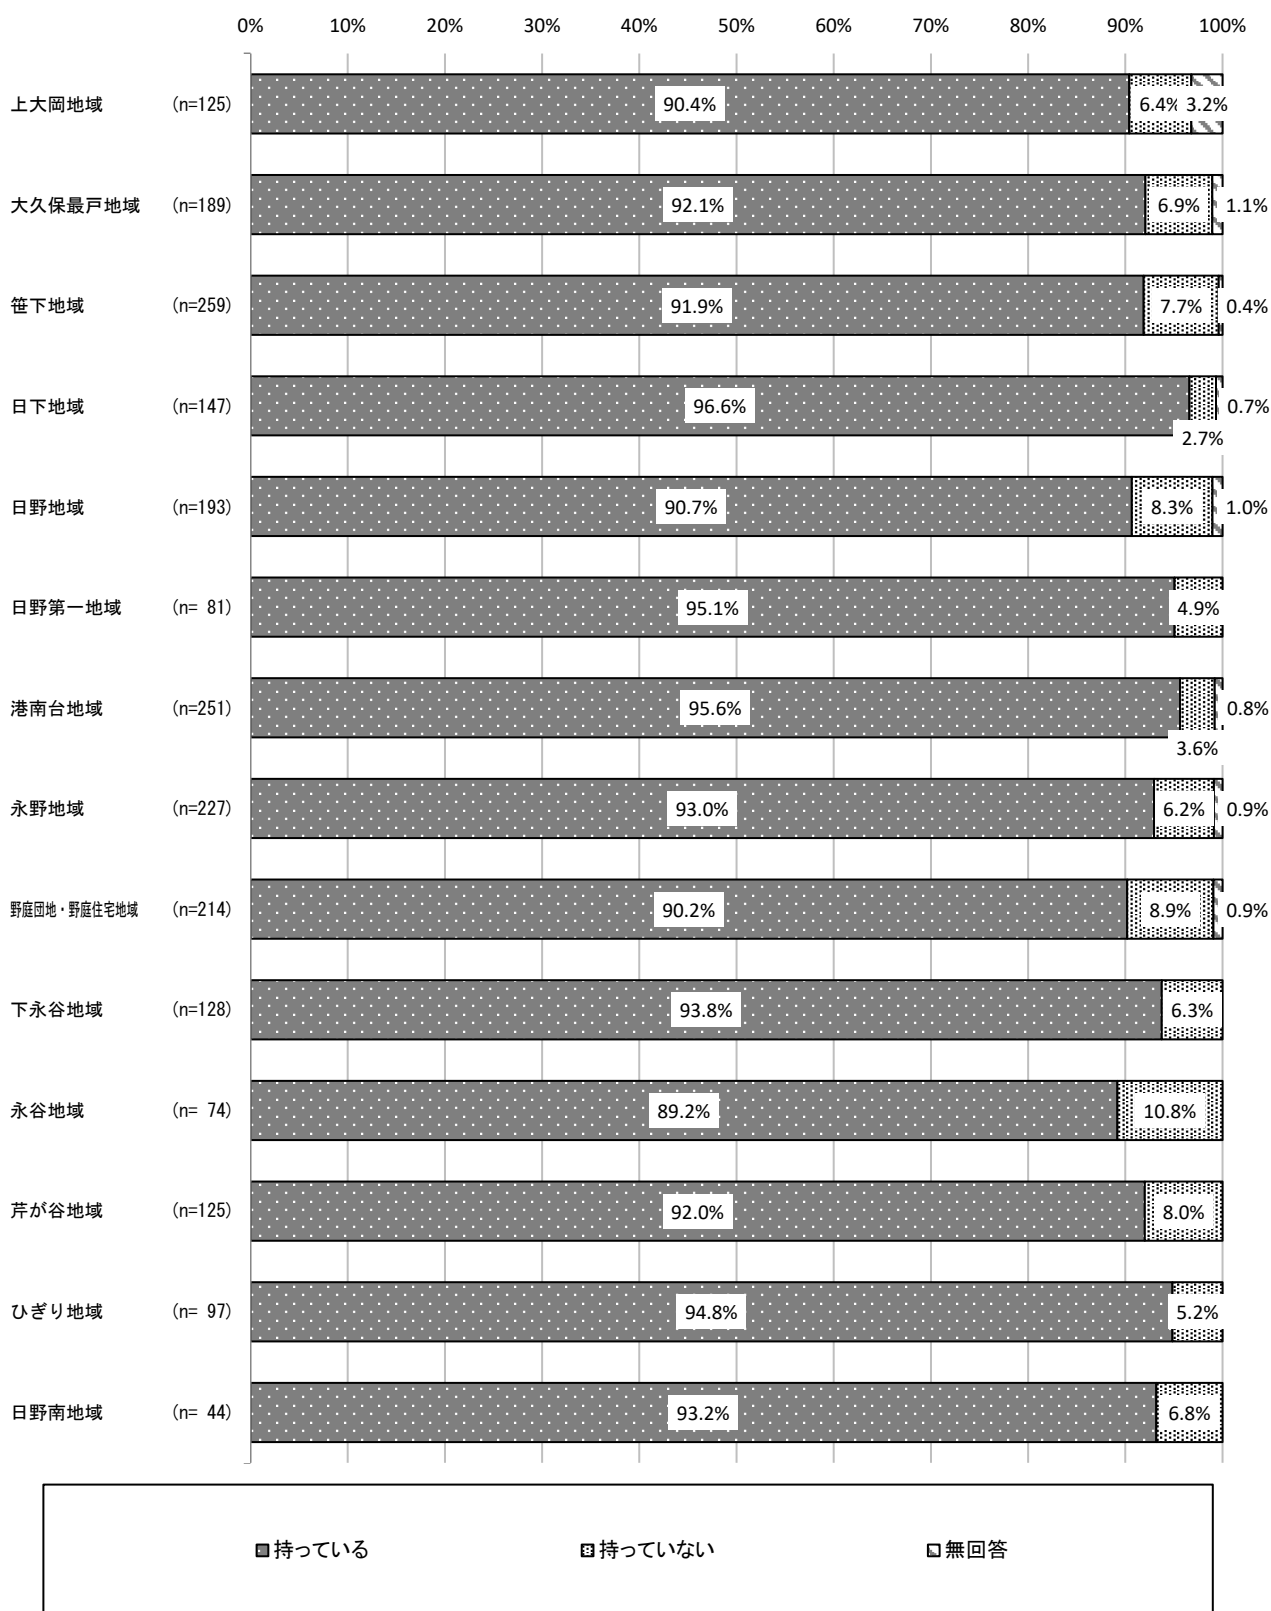 0% 10% 20% 30% 40% 50% 60% 70% 80% 90% 100%
上大岡地域 (n=125) 90.4% 6.4% 3.2%
大久保最戸地域 (n=189) 92.1% 6.9% 1.1%
笹下地域 (n=259) 91.9% 7.7% 0.4%
日下地域 (n=147) 96.6% 2.7% 0.7%
日野地域 (n=193) 90.7% 8.3% 1.0%
日野第一地域 (n= 81) 95.1% 4.9%
港南台地域 (n=251) 95.6% 3.6% 0.8%
永野地域 (n=227) 93.0% 6.2% 0.9%
野庭団地・野庭住宅地域 (n=214) 90.2% 8.9% 0.9%
下永谷地域 (n=128) 93.8% 6.3%
永谷地域 (n= 74) 89.2% 10.8%
芹が谷地域 (n=125) 92.0% 8.0%
ひぎり地域 (n= 97) 94.8% 5.2%
日野南地域 (n= 44) 93.2% 6.8%
持っている 持っていない 無回答